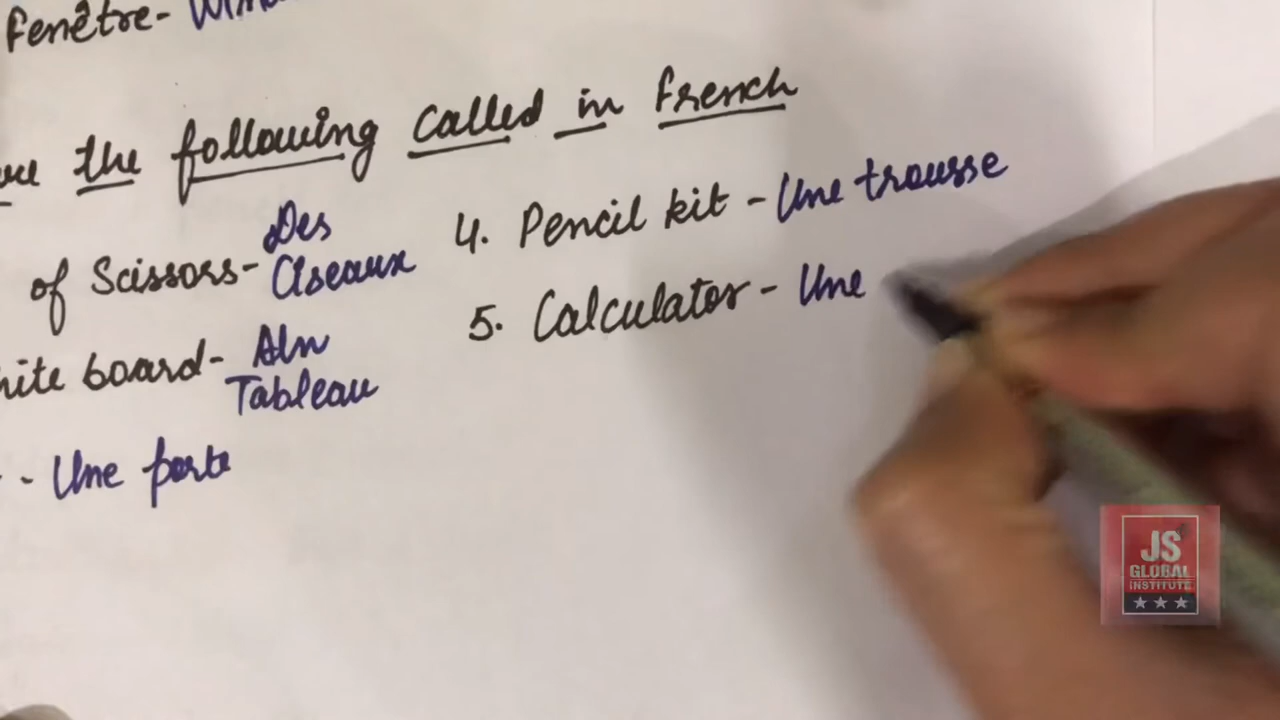 fenêtre-
the following called in french
of Scissors- Des
Ciseaux
white board- Un
Tableau
- Une porte
4. Pencil kit - Une trousse
5. Calculator - Une
JS
GLOBAL
INSTITUTE